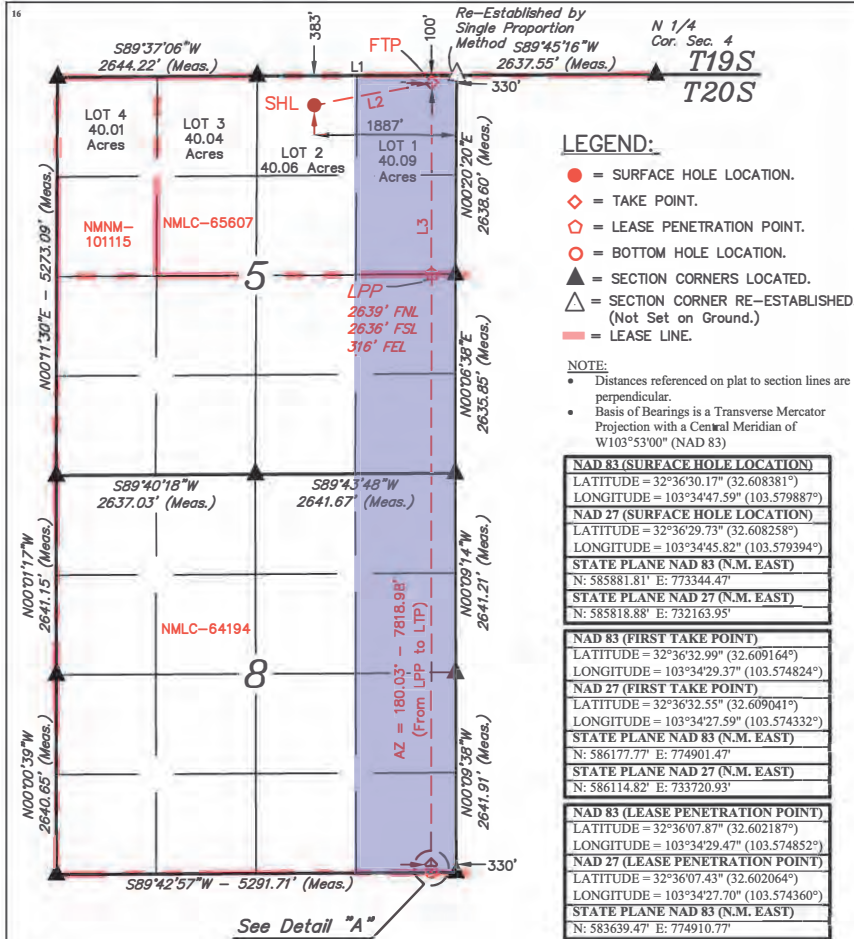 16
S89°37'06"W
2644.22' (Meas.)
383'
FTP
100'
Re-Established by
Single Proportion
Method
S89°45'16"W
2637.55' (Meas.)
N 1/4
Cor. Sec. 4
T19S
T20S
L1
330'
SHL
L2
1887'
LOT 4
40.01
Acres
LOT 3
40.04
Acres
LOT 2
40.06 Acres
LOT 1
40.09
Acres
N00°20'20"E
2638.60' (Meas.)
NMNM-
101115
NMLC-65607
L3
5
N00°11'30"E - 5273.09' (Meas.)
LPP
2639' FNL
2636' FSL
316' FEL
N00°06'38"E
2635.85' (Meas.)
S89°40'18"W
2637.03' (Meas.)
S89°43'48"W
2641.67' (Meas.)
N00°01'17"W
2641.15' (Meas.)
N00°09'14"W
2641.21' (Meas.)
NMLC-64194
8
AZ = 180.03° - 7818.98'
(From LPP to LTP)
N00°00'39"W
2640.65' (Meas.)
N00°09'38"W
2641.91' (Meas.)
330'
S89°42'57"W - 5291.71' (Meas.)
See Detail "A"
LEGEND:
= SURFACE HOLE LOCATION.
= TAKE POINT.
= LEASE PENETRATION POINT.
= BOTTOM HOLE LOCATION.
= SECTION CORNERS LOCATED.
= SECTION CORNER RE-ESTABLISHED.
(Not Set on Ground.)
= LEASE LINE.
NOTE:
• Distances referenced on plat to section lines are
perpendicular.
• Basis of Bearings is a Transverse Mercator
Projection with a Central Meridian of
W103°53'00" (NAD 83)
NAD 83 (SURFACE HOLE LOCATION)
LATITUDE = 32°36'30.17" (32.608381°)
LONGITUDE = 103°34'47.59" (103.579887°)
NAD 27 (SURFACE HOLE LOCATION)
LATITUDE = 32°36'29.73" (32.608258°)
LONGITUDE = 103°34'45.82" (103.579394°)
STATE PLANE NAD 83 (N.M. EAST)
N: 585881.81' E: 773344.47'
STATE PLANE NAD 27 (N.M. EAST)
N: 585818.88' E: 732163.95'
NAD 83 (FIRST TAKE POINT)
LATITUDE = 32°36'32.99" (32.609164°)
LONGITUDE = 103°34'29.37" (103.574824°)
NAD 27 (FIRST TAKE POINT)
LATITUDE = 32°36'32.55" (32.609041°)
LONGITUDE = 103°34'27.59" (103.574332°)
STATE PLANE NAD 83 (N.M. EAST)
N: 586177.77' E: 774901.47'
STATE PLANE NAD 27 (N.M. EAST)
N: 586114.82' E: 733720.93'
NAD 83 (LEASE PENETRATION POINT)
LATITUDE = 32°36'07.87" (32.602187°)
LONGITUDE = 103°34'29.47" (103.574852°)
NAD 27 (LEASE PENETRATION POINT)
LATITUDE = 32°36'07.43" (32.602064°)
LONGITUDE = 103°34'27.70" (103.574360°)
STATE PLANE NAD 83 (N.M. EAST)
N: 583639.47' E: 774910.77'